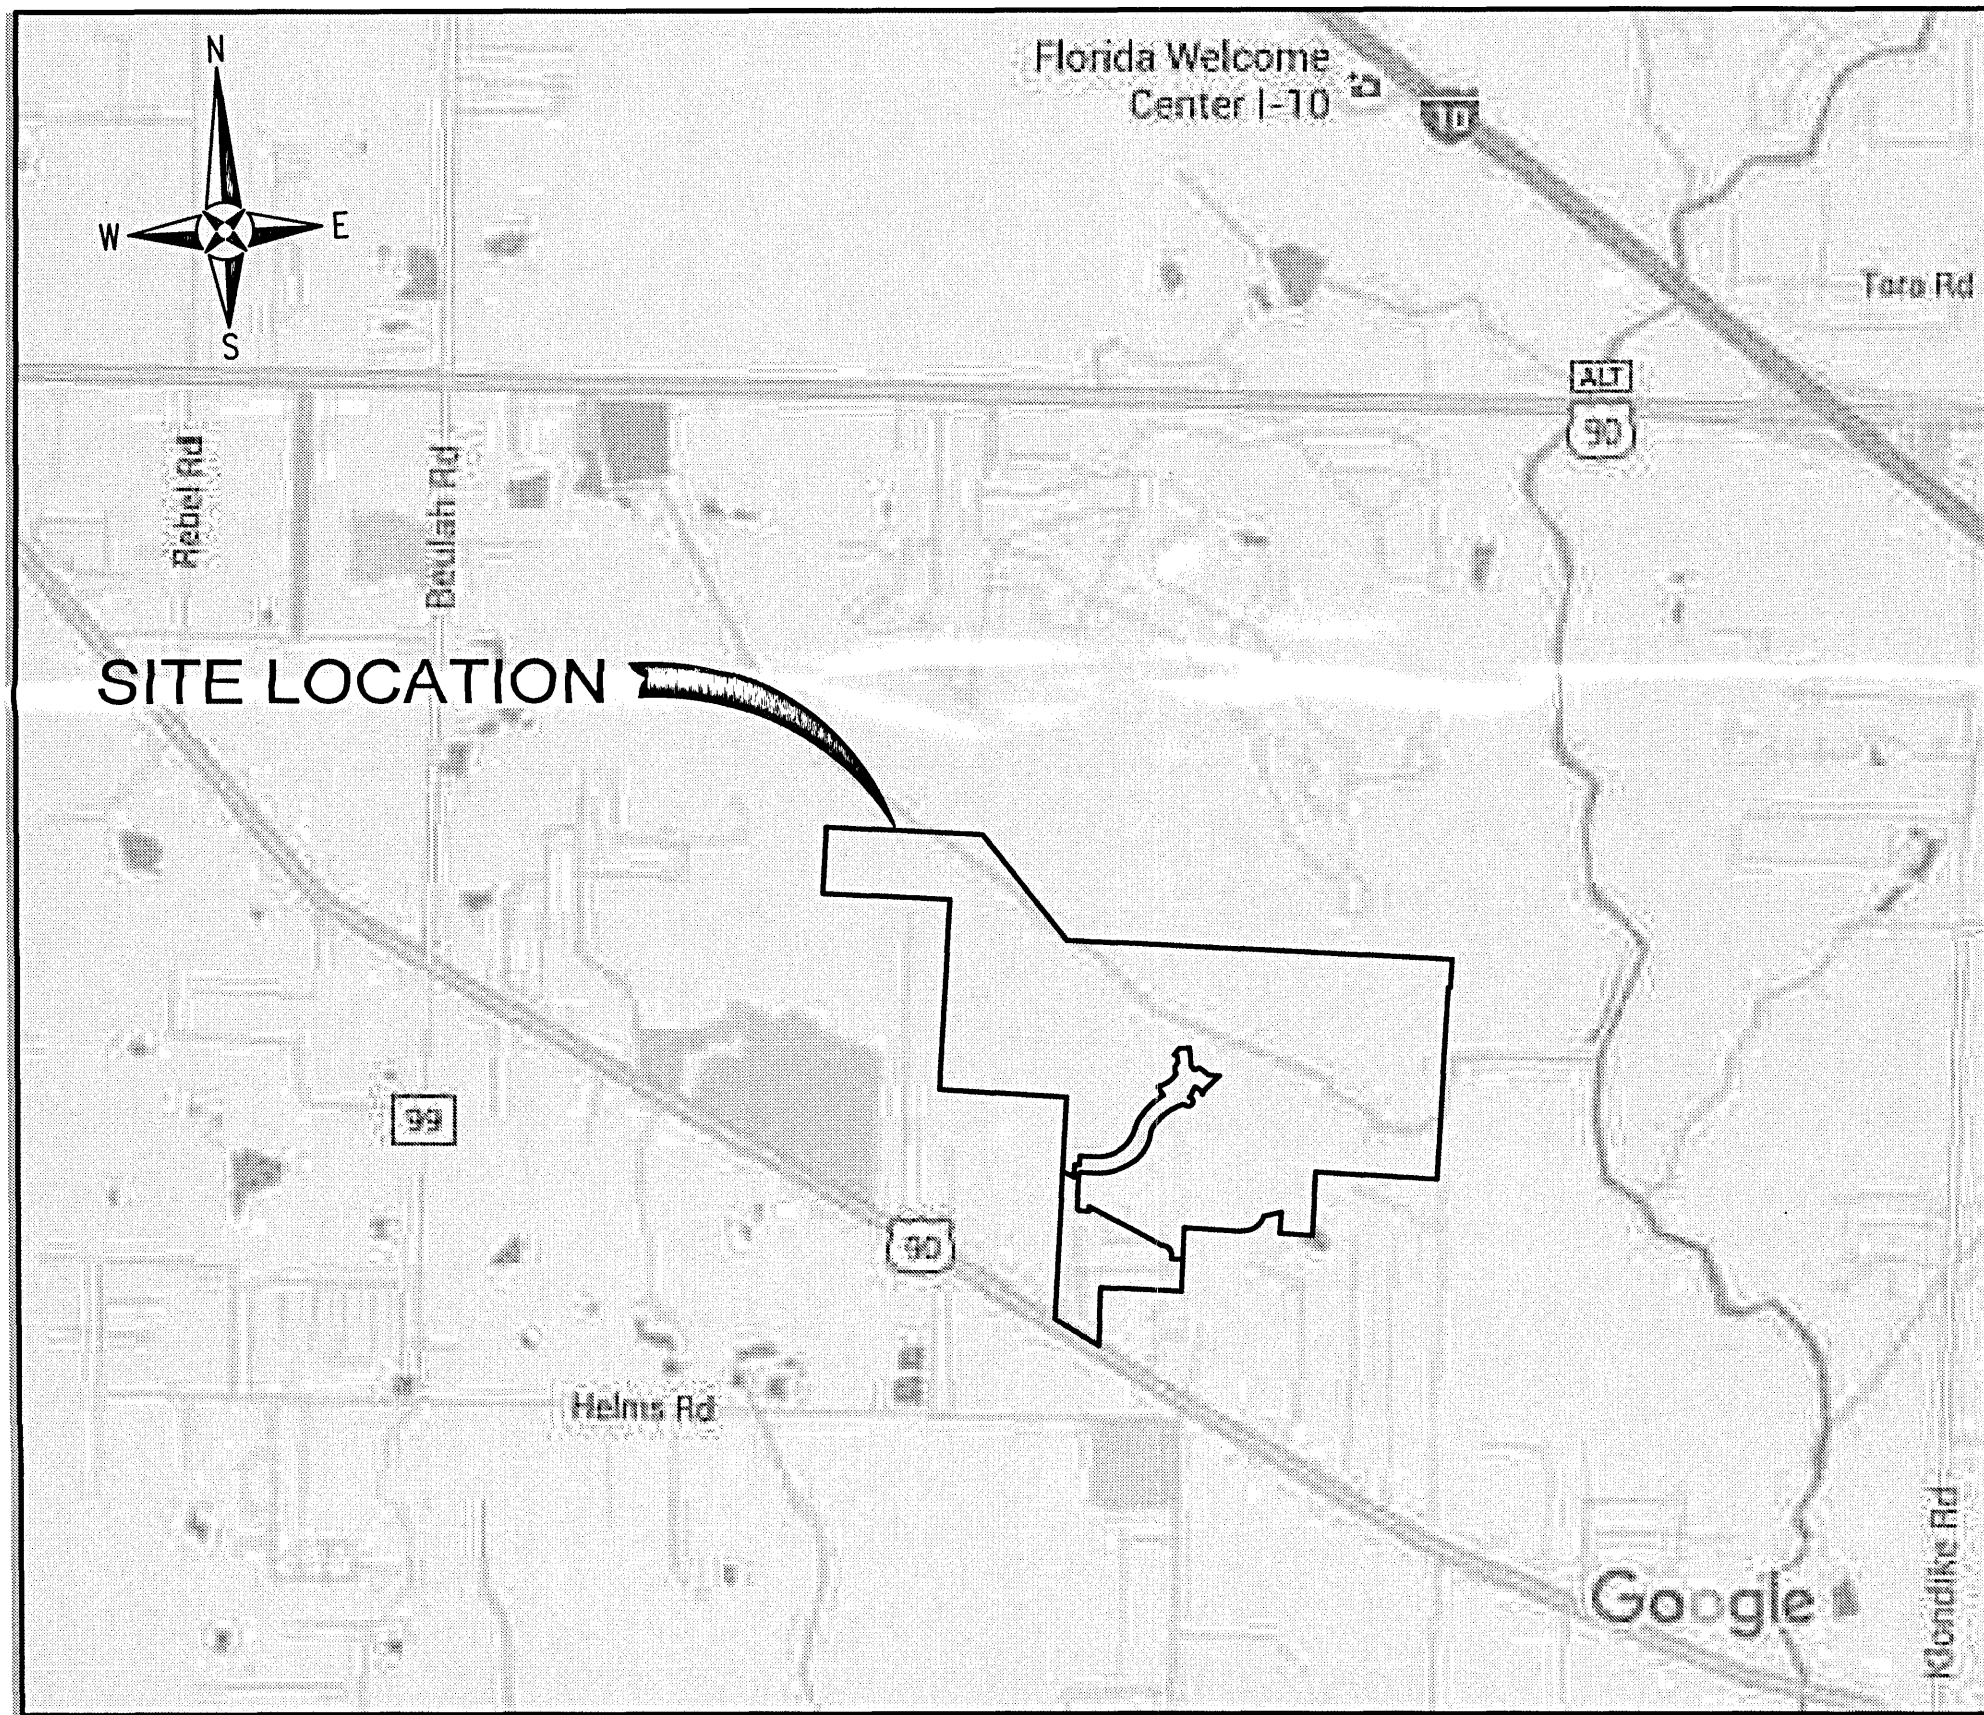 N
Florida Welcome
Center I-10
10
W
E
Tara Rd
S
ALT
90
Rebel Rd
Beulah Rd
SITE LOCATION
99
90
Helms Rd
Google
Klondike Rd